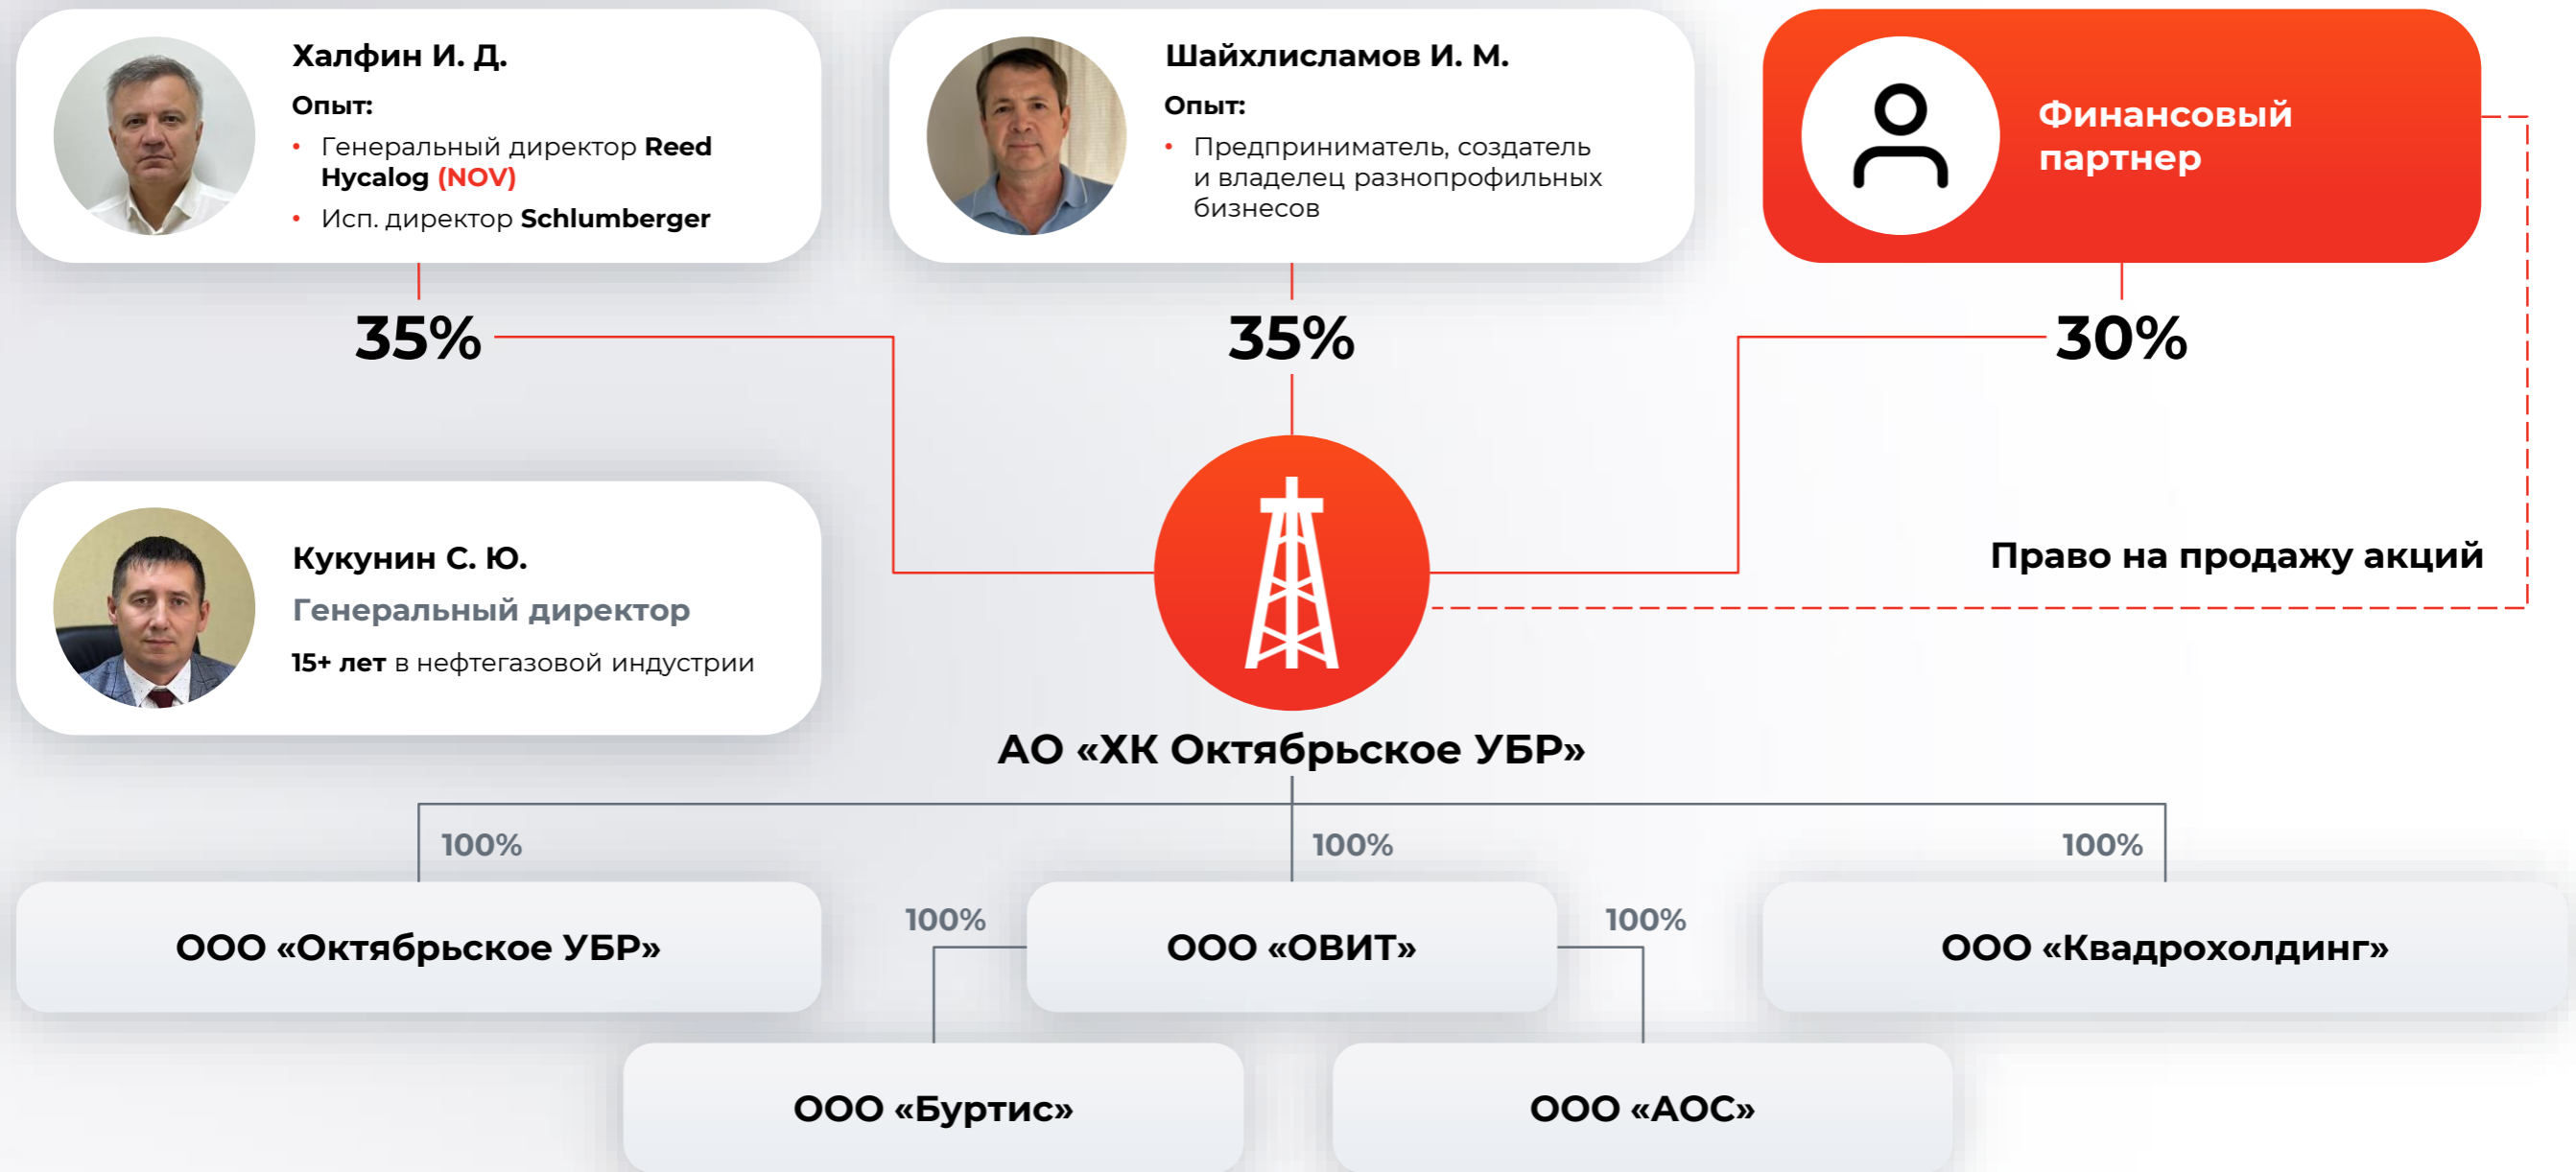 Халфин И. Д.
Опыт:
• Генеральный директор Reed
Hycalog (NOV)
• Исп. директор Schlumberger
35%
Шайхлисламов И. М.
Опыт:
• Предприниматель, создатель
и владелец разнопрофильных
бизнесов
35%
Финансовый
партнер
30%
Кукунин С. Ю.
Генеральный директор
15+ лет в нефтегазовой индустрии
Право на продажу акций
АО «ХК Октябрьское УБР»
100%
100%
100%
100%
100%
ООО «Октябрьское УБР»
ООО «ОВИТ»
ООО «Квадрохолдинг»
ООО «Буртис»
ООО «АОС»